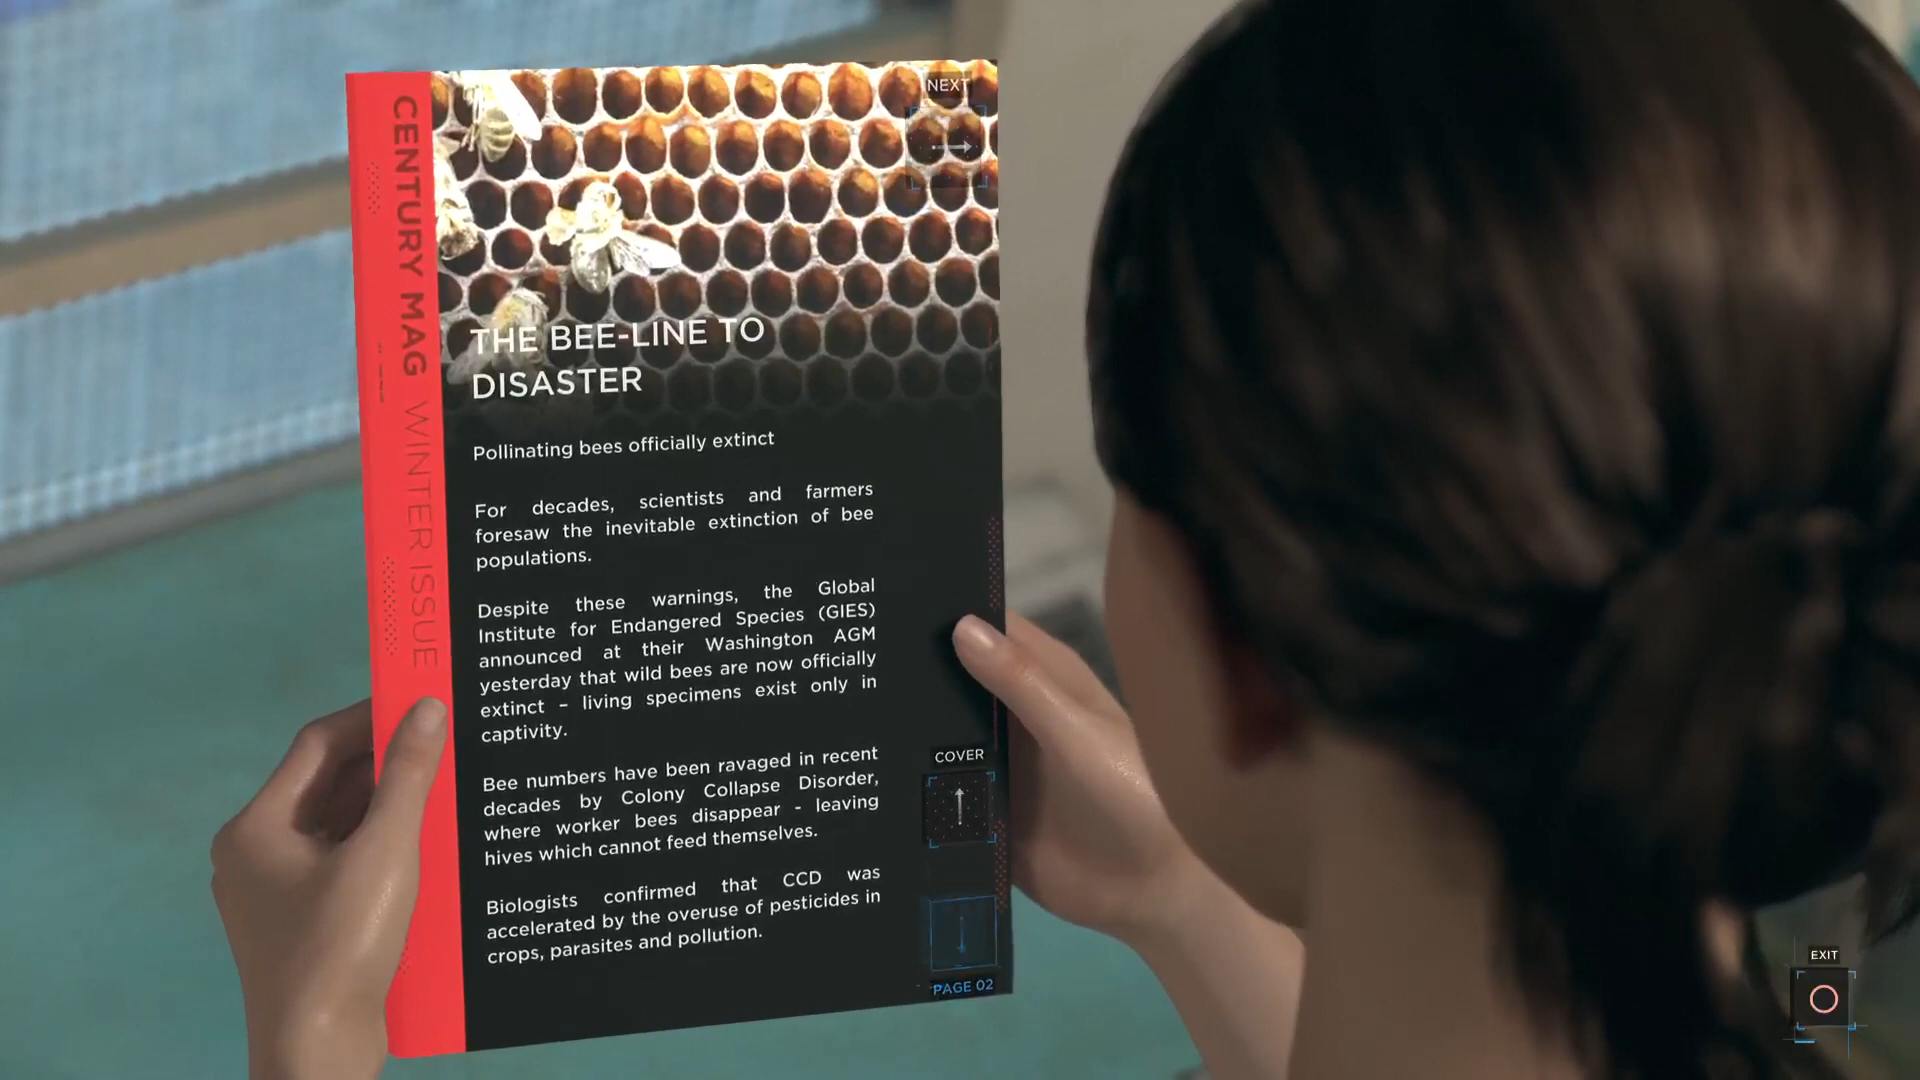 CENTURY MAG WINTER ISSUE
NEXT
THE BEE-LINE TO
DISASTER
Pollinating bees officially extinct
For decades, scientists and farmers
foresaw the inevitable extinction of bee
populations.
Despite these warnings, the Global
Institute for Endangered Species (GIES)
announced at their Washington AGM
yesterday that wild bees are now officially
extinct – living specimens exist only in
captivity.
Bee numbers have been ravaged in recent
decades by Colony Collapse Disorder,
where worker bees disappear - leaving
hives which cannot feed themselves.
Biologists confirmed that CCD was
accelerated by the overuse of pesticides in
crops, parasites and pollution.
COVER
PAGE 02
EXIT